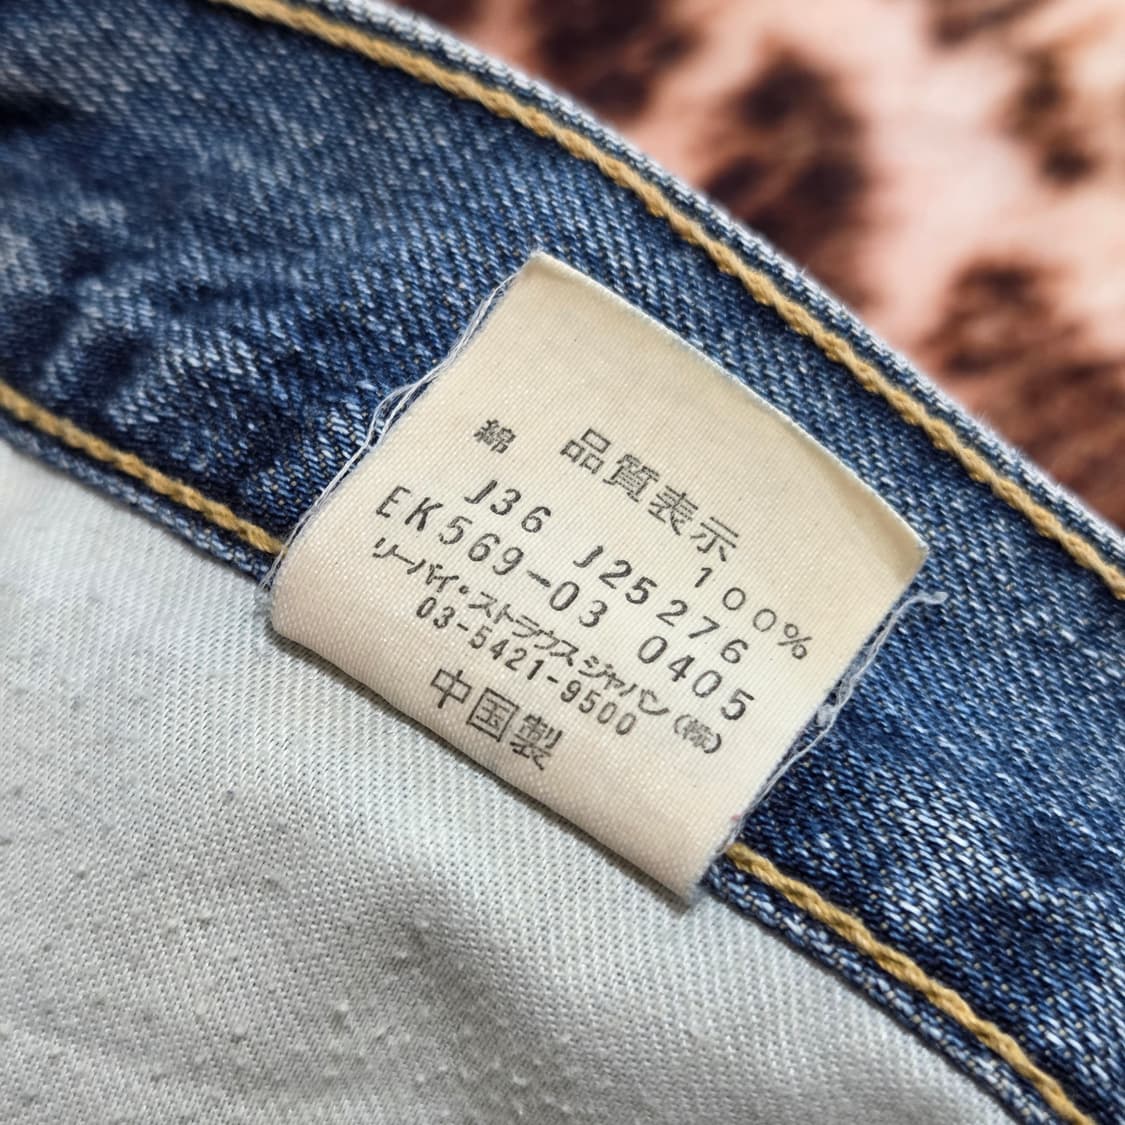 品質表示
綿 100%
J36 J25276
EK569-03 0405
リーバイ・ストラウスジャパン(株)
03-5421-9500
中国製